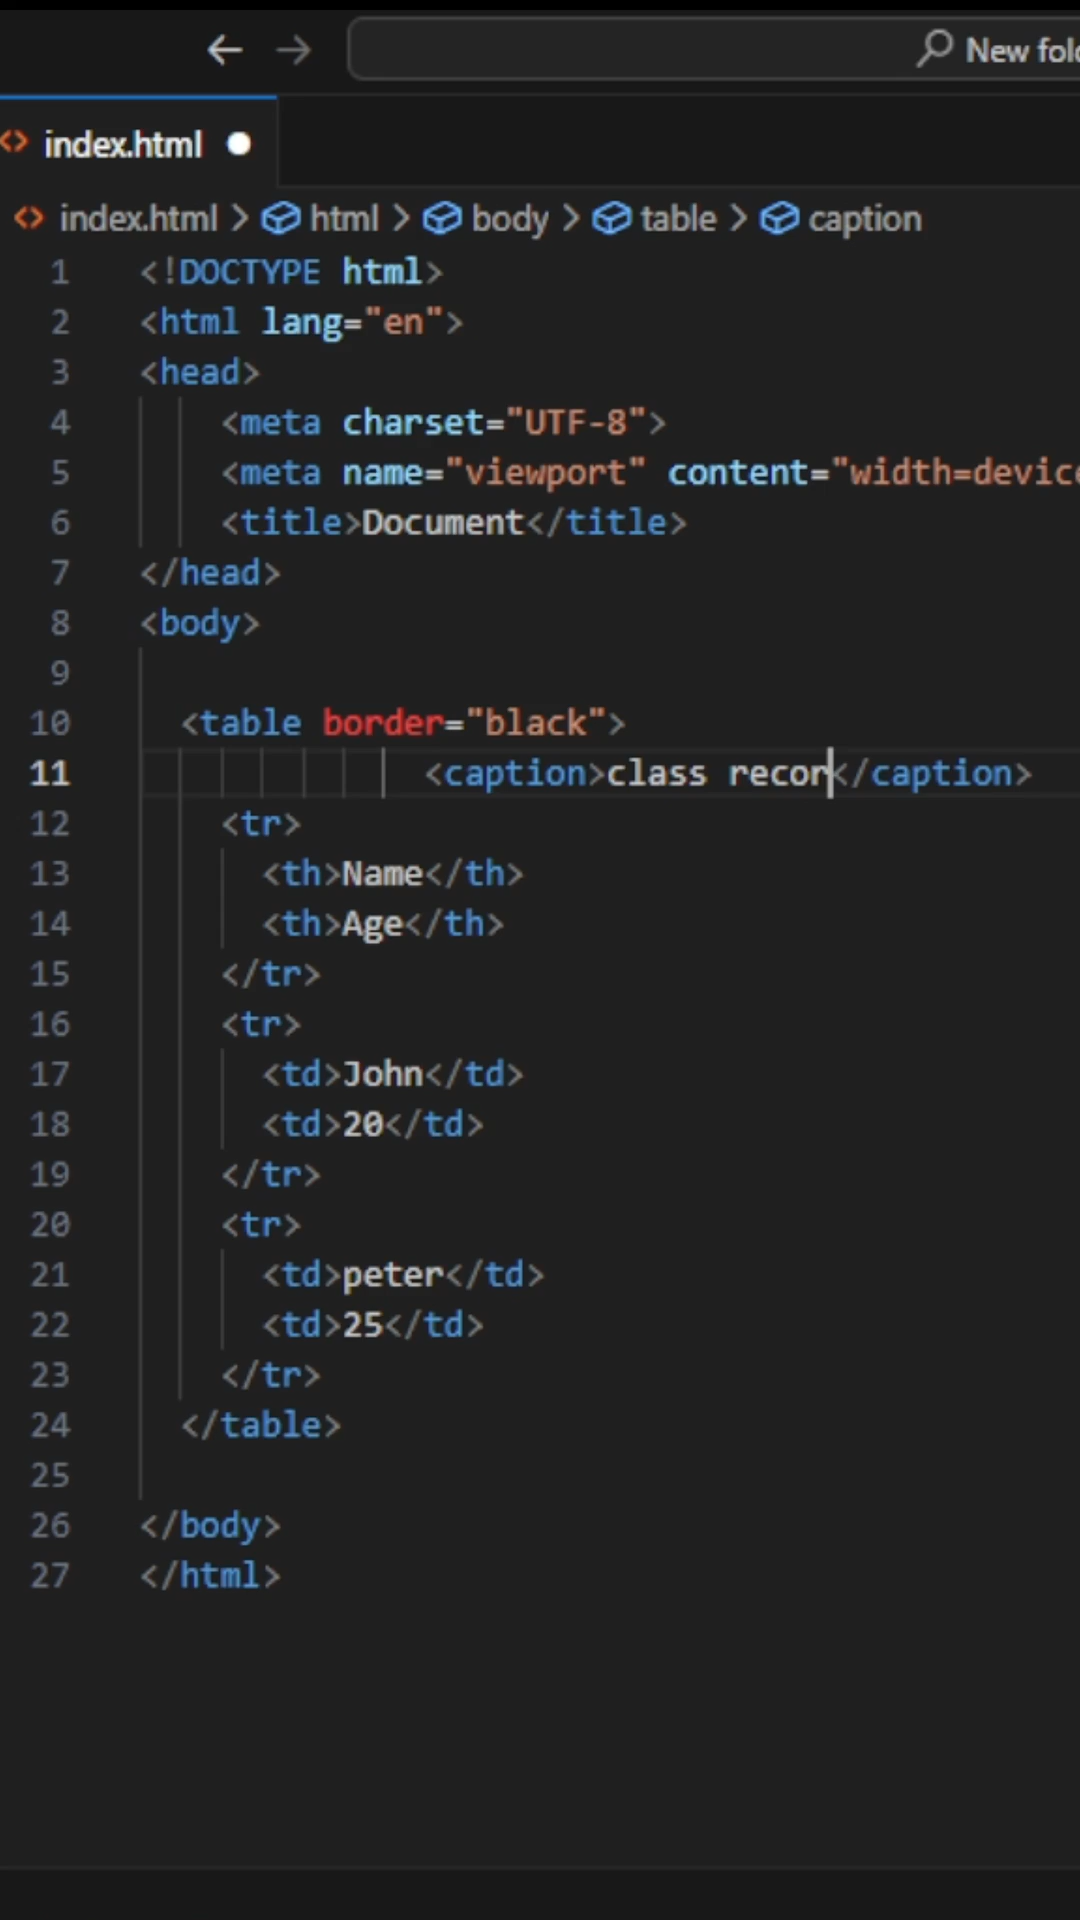 New fol
index.html
index.html > html > body > table > caption
1 <!DOCTYPE html>
2 <html lang="en">
3 <head>
4 <meta charset="UTF-8">
5 <meta name="viewport" content="width=device
6 <title>Document</title>
7 </head>
8 <body>
9
10 <table border="black">
11 <caption>class recor</caption>
12 <tr>
13 <th>Name</th>
14 <th>Age</th>
15 </tr>
16 <tr>
17 <td>John</td>
18 <td>20</td>
19 </tr>
20 <tr>
21 <td>peter</td>
22 <td>25</td>
23 </tr>
24 </table>
25
26 </body>
27 </html>